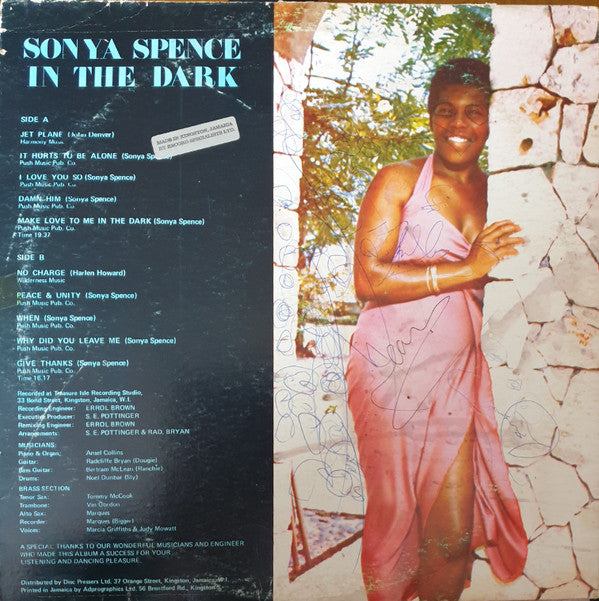 SONYA SPENCE
IN THE DARK
SIDE A
JET PLANE (John Denver)
Harmony Music
MADE IN KINGSTON, JAMAICA
BY RECORD SPECIALISTS LTD.
IT HURTS TO BE ALONE (Sonya Spence)
Push Music Pub. Co.
I LOVE YOU SO (Sonya Spence)
Push Music Pub. Co.
DAMN HIM (Sonya Spence)
Push Music Pub. Co.
MAKE LOVE TO ME IN THE DARK (Sonya Spence)
Push Music Pub. Co.
Time 19.37
SIDE B
NO CHARGE (Harlen Howard)
Wilderness Music
PEACE & UNITY (Sonya Spence)
Push Music Pub. Co.
WHEN (Sonya Spence)
Push Music Pub. Co.
WHY DID YOU LEAVE ME (Sonya Spence)
Push Music Pub. Co.
GIVE THANKS (Sonya Spence)
Push Music Pub. Co.
Time 16.17
Recorded at Treasure Isle Recording Studio,
33 Bond Street, Kingston, Jamaica, W.I.
Recording Engineer: ERROL BROWN
Executive Producer: S. E. POTTINGER
Remixing Engineer: ERROL BROWN
Arrangements S. E. POTTINGER & RAD. BRYAN
MUSICIANS:
Piano & Organ: Ansel Collins
Guitar: Radcliffe Bryan (Dougie)
Bass Guitar: Bertram McLean (Ranchie)
Drums: Noel Dunbar (Sly)
BRASS SECTION
Tenor Sax: Tommy McCook
Trombone: Vin Gordon
Alto Sax: Marques
Recorder: Marques (Bigger)
Voices: Marcia Griffiths & Judy Mowatt
A SPECIAL THANKS TO OUR WONDERFUL MUSICIANS AND ENGINEER
WHO MADE THIS ALBUM A SUCCESS FOR YOUR
LISTENING AND DANCING PLEASURE.
Distributed by Disc Pressers Ltd. 37 Orange Street, Kingston, Jamaica, W.I.
Printed in Jamaica by Adprographics Ltd. 56 Brentford Rd., Kingston